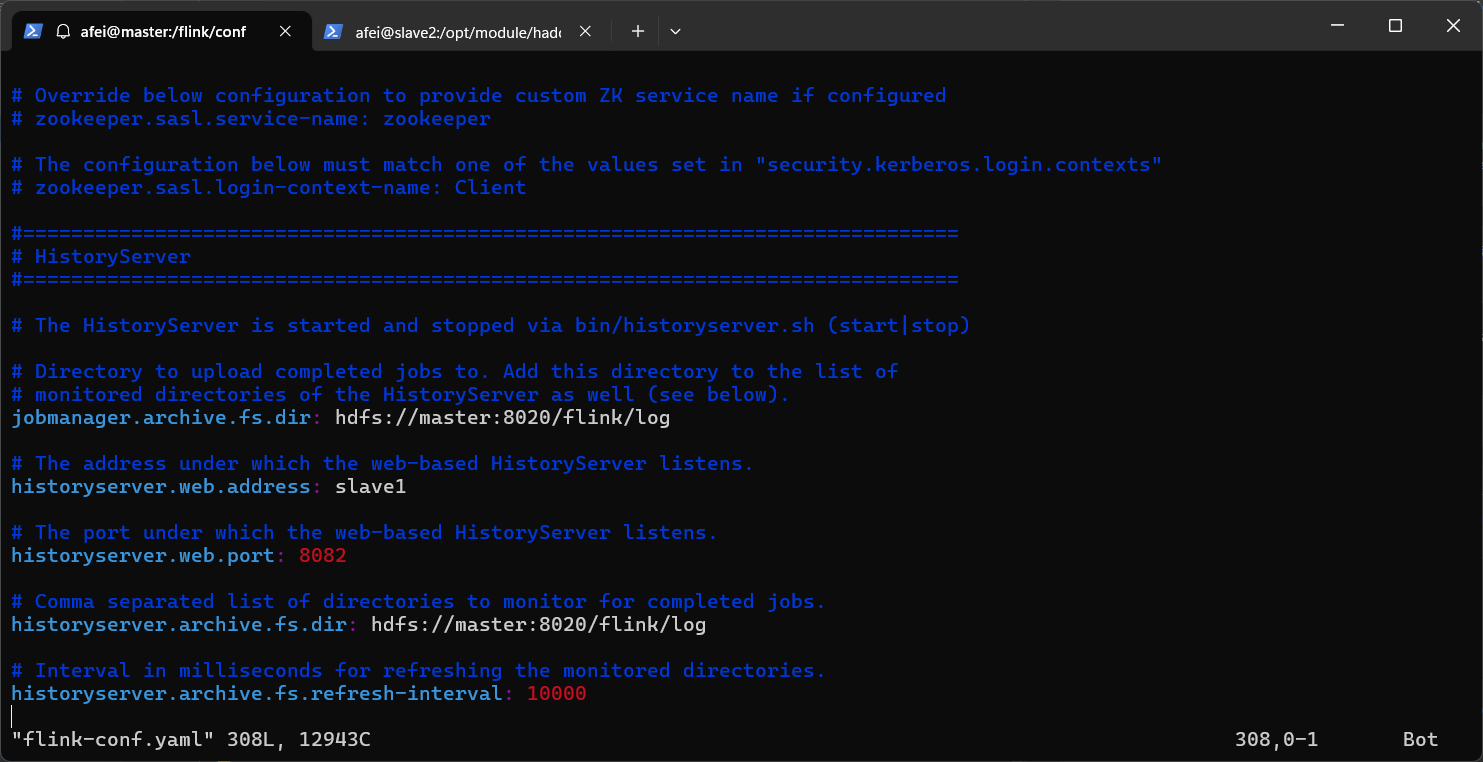 afei@master:/flink/conf
afei@slave2:/opt/module/had
# Override below configuration to provide custom ZK service name if configured
# zookeeper.sasl.service-name: zookeeper
# The configuration below must match one of the values set in "security.kerberos.login.contexts"
# zookeeper.sasl.login-context-name: Client
#==============================================================================
# HistoryServer
#==============================================================================
# The HistoryServer is started and stopped via bin/historyserver.sh (start|stop)
# Directory to upload completed jobs to. Add this directory to the list of
# monitored directories of the HistoryServer as well (see below).
jobmanager.archive.fs.dir: hdfs://master:8020/flink/log
# The address under which the web-based HistoryServer listens.
historyserver.web.address: slave1
# The port under which the web-based HistoryServer listens.
historyserver.web.port: 8082
# Comma separated list of directories to monitor for completed jobs.
historyserver.archive.fs.dir: hdfs://master:8020/flink/log
# Interval in milliseconds for refreshing the monitored directories.
historyserver.archive.fs.refresh-interval: 10000
"flink-conf.yaml" 308L, 12943C 308,0-1 Bot